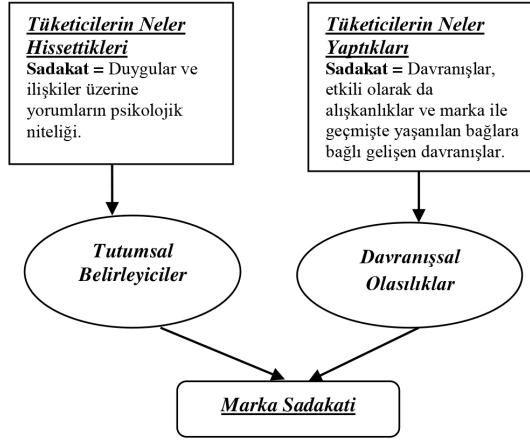 Tüketicilerin Neler
Hissettikleri
Sadakat = Duygular ve
ilişkiler üzerine
yorumların psikolojik
niteliği.
Tüketicilerin Neler
Yaptıkları
Sadakat = Davranışlar,
etkili olarak da
alışkanlıklar ve marka ile
geçmişte yaşanılan bağlara
bağlı gelişen davranışlar.
Tutumsal
Belirleyiciler
Davranışsal
Olasılıklar
Marka Sadakati